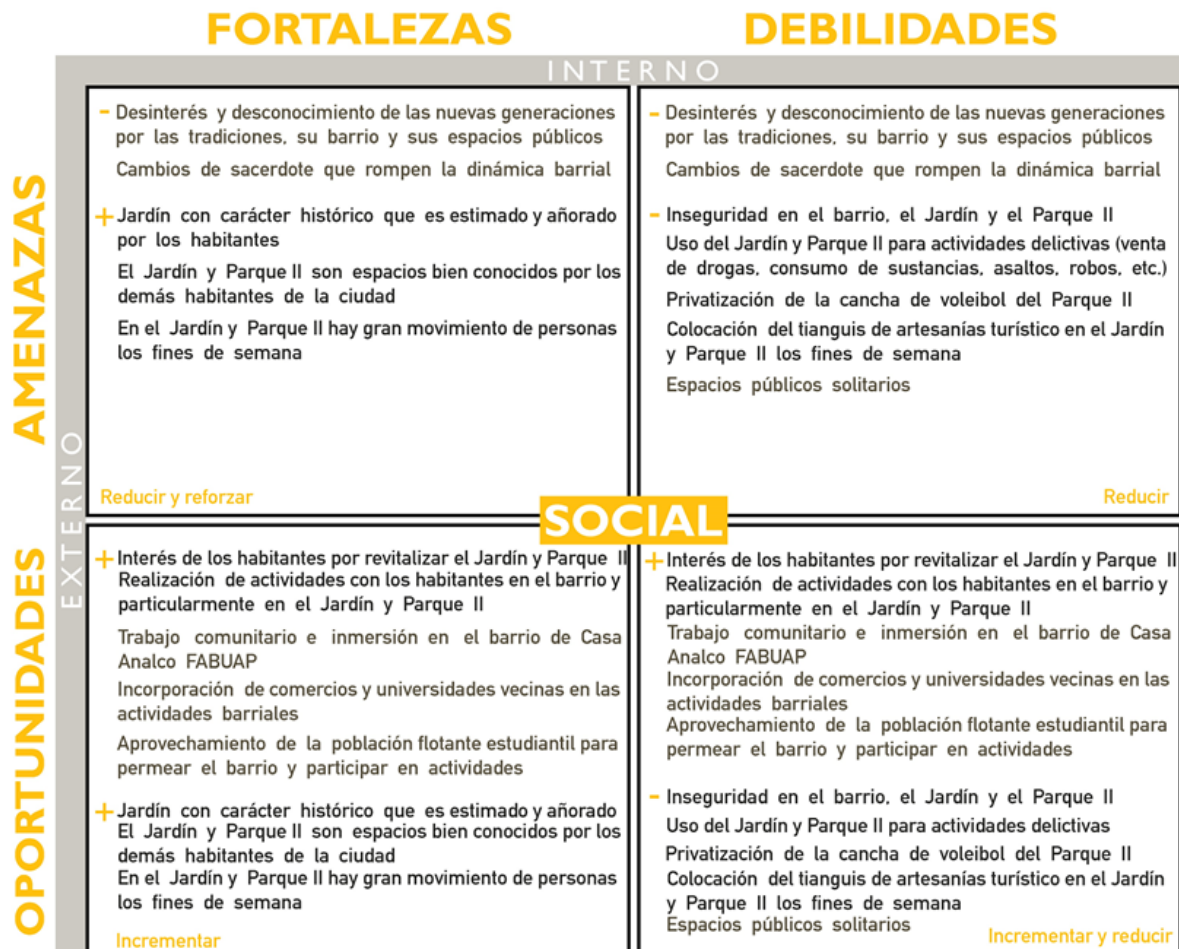 FORTALEZAS
DEBILIDADES
INTERNO
AMENAZAS
EXTERNO
OPORTUNIDADES
- Desinterés y desconocimiento de las nuevas generaciones
por las tradiciones, su barrio y sus espacios públicos
Cambios de sacerdote que rompen la dinámica barrial
+ Jardín con carácter histórico que es estimado y añorado
por los habitantes
El Jardín y Parque II son espacios bien conocidos por los
demás habitantes de la ciudad
En el Jardín y Parque II hay gran movimiento de personas
los fines de semana
Reducir y reforzar
- Desinterés y desconocimiento de las nuevas generaciones
por las tradiciones, su barrio y sus espacios públicos
Cambios de sacerdote que rompen la dinámica barrial
- Inseguridad en el barrio, el Jardín y el Parque II
Uso del Jardín y Parque II para actividades delictivas (venta
de drogas, consumo de sustancias, asaltos, robos, etc.)
Privatización de la cancha de voleibol del Parque II
Colocación del tianguis de artesanías turístico en el Jardín
y Parque II los fines de semana
Espacios públicos solitarios
Reducir
SOCIAL
+ Interés de los habitantes por revitalizar el Jardín y Parque II
Realización de actividades con los habitantes en el barrio y
particularmente en el Jardín y Parque II
Trabajo comunitario e inmersión en el barrio de Casa
Analco FABUAP
Incorporación de comercios y universidades vecinas en las
actividades barriales
Aprovechamiento de la población flotante estudiantil para
permear el barrio y participar en actividades
+ Jardín con carácter histórico que es estimado y añorado
El Jardín y Parque II son espacios bien conocidos por los
demás habitantes de la ciudad
En el Jardín y Parque II hay gran movimiento de personas
los fines de semana
Incrementar
+ Interés de los habitantes por revitalizar el Jardín y Parque II
Realización de actividades con los habitantes en el barrio y
particularmente en el Jardín y Parque II
Trabajo comunitario e inmersión en el barrio de Casa
Analco FABUAP
Incorporación de comercios y universidades vecinas en las
actividades barriales
Aprovechamiento de la población flotante estudiantil para
permear el barrio y participar en actividades
- Inseguridad en el barrio, el Jardín y el Parque II
Uso del Jardín y Parque II para actividades delictivas
Privatización de la cancha de voleibol del Parque II
Colocación del tianguis de artesanías turístico en el Jardín
y Parque II los fines de semana
Espacios públicos solitarios
Incrementar y reducir